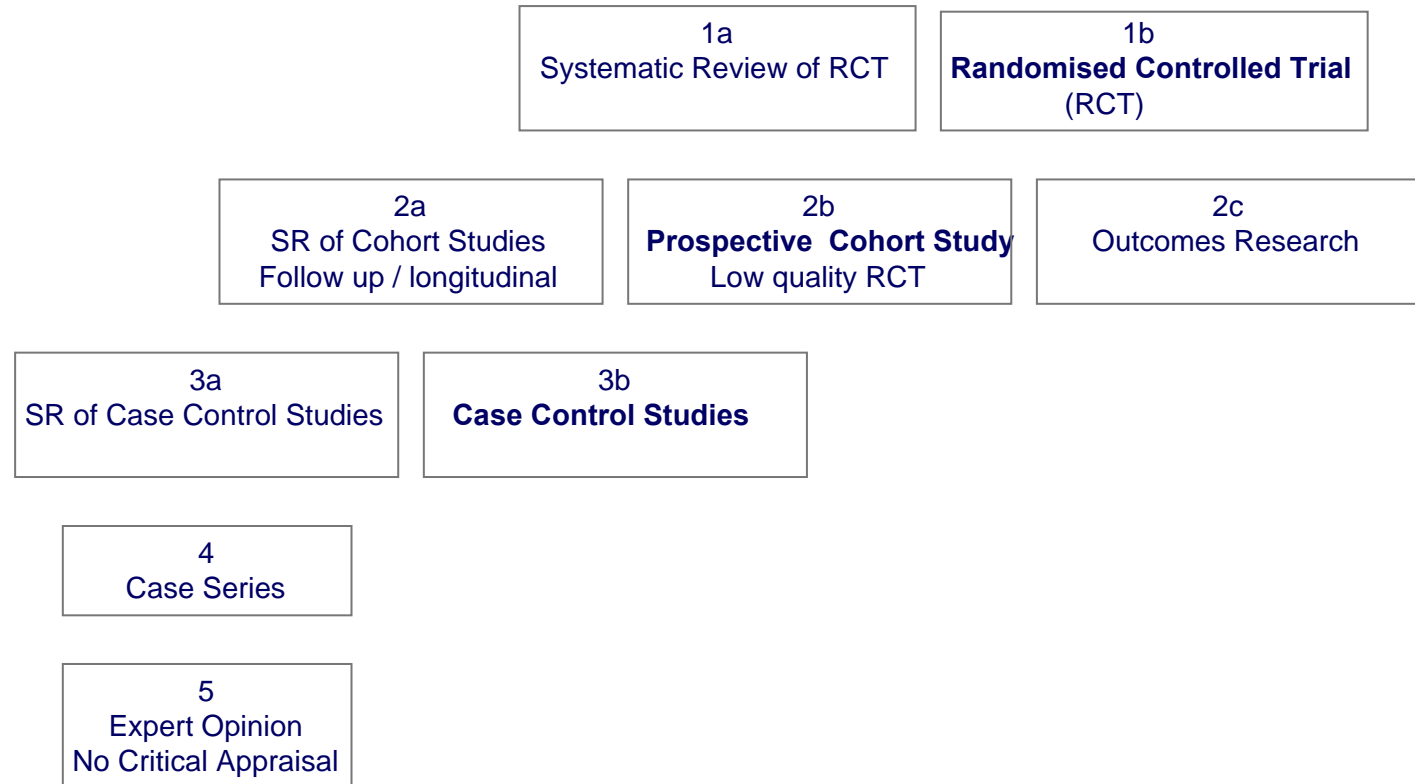 1a
Systematic Review of RCT
1b
Randomised Controlled Trial
(RCT)
2a
SR of Cohort Studies
Follow up / longitudinal
2b
Prospective Cohort Study
Low quality RCT
2c
Outcomes Research
3a
SR of Case Control Studies
3b
Case Control Studies
4
Case Series
5
Expert Opinion
No Critical Appraisal